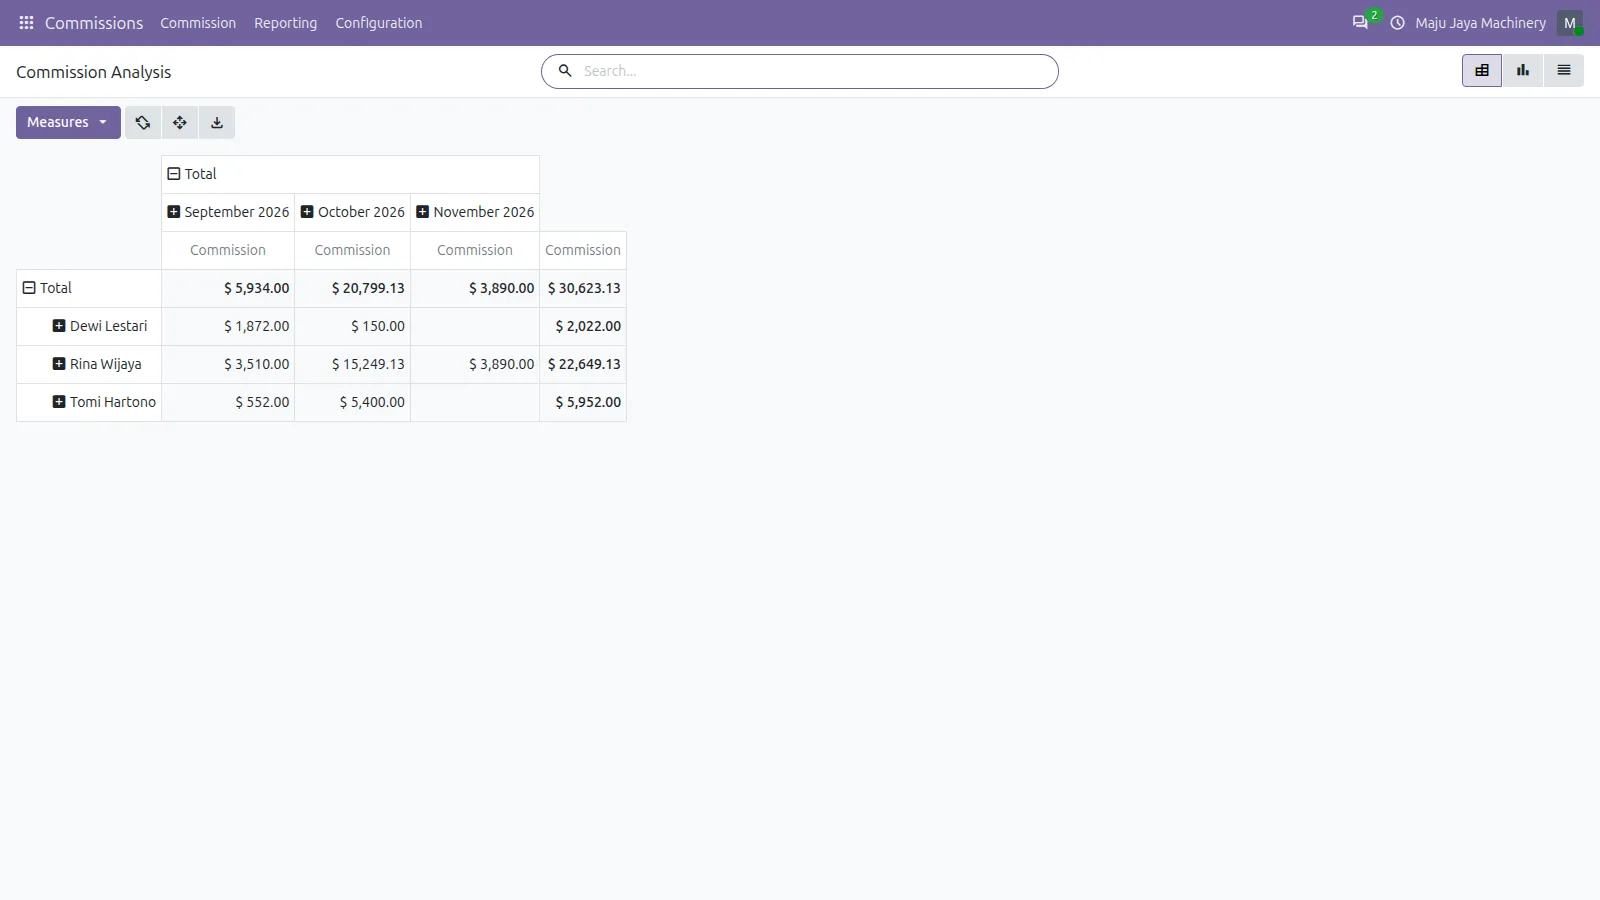 Commissions Commission Reporting Configuration 2 Maju Jaya Machinery M
Commission Analysis Search...
Measures
Total
September 2026 October 2026 November 2026
Commission Commission Commission Commission
Total $ 5,934.00 $ 20,799.13 $ 3,890.00 $ 30,623.13
Dewi Lestari $ 1,872.00 $ 150.00 $ 2,022.00
Rina Wijaya $ 3,510.00 $ 15,249.13 $ 3,890.00 $ 22,649.13
Tomi Hartono $ 552.00 $ 5,400.00 $ 5,952.00